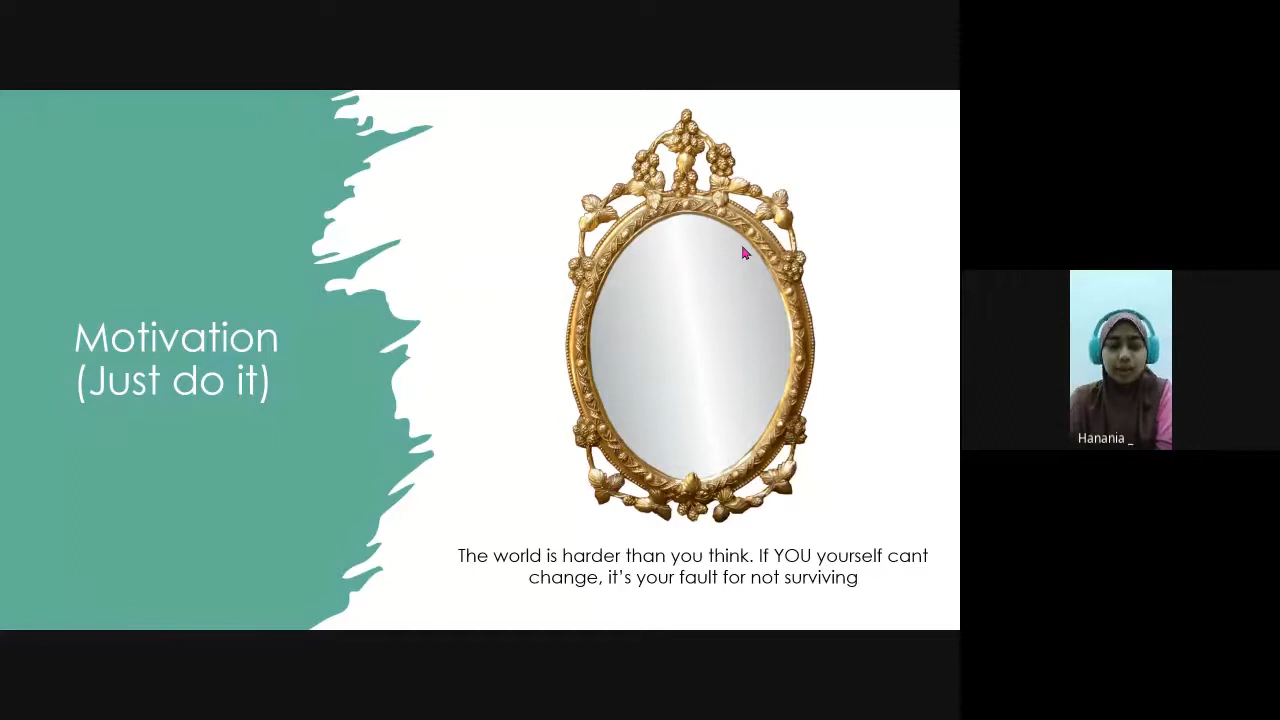 Motivation
(Just do it)
The world is harder than you think. If YOU yourself cant
change, it's your fault for not surviving
Hanania _